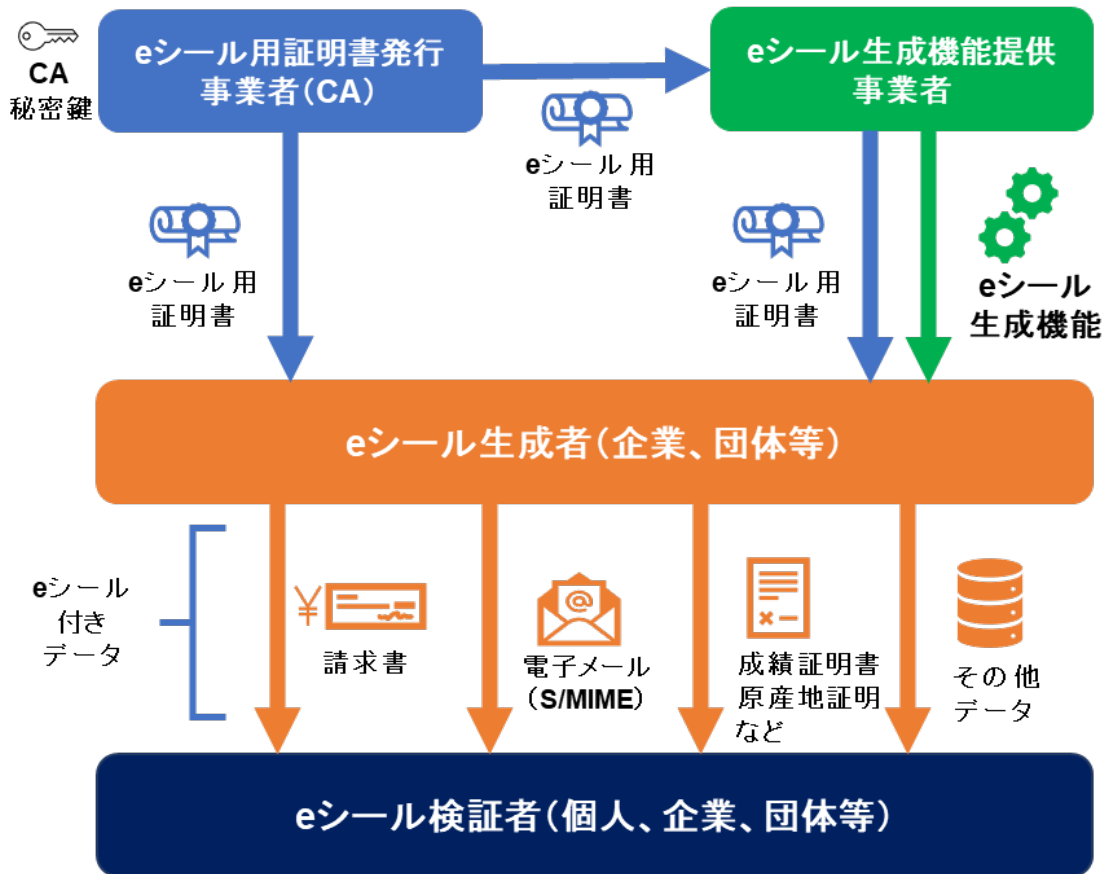 CA
秘密鍵
eシール用証明書発行
事業者(CA)
eシール生成機能提供
事業者
eシール用
証明書
eシール用
証明書
eシール用
証明書
eシール
生成機能
eシール生成者(企業、団体等)
eシール
付き
データ
¥
請求書
@
電子メール
(S/MIME)
成績証明書
原産地証明
など
その他
データ
eシール検証者(個人、企業、団体等)